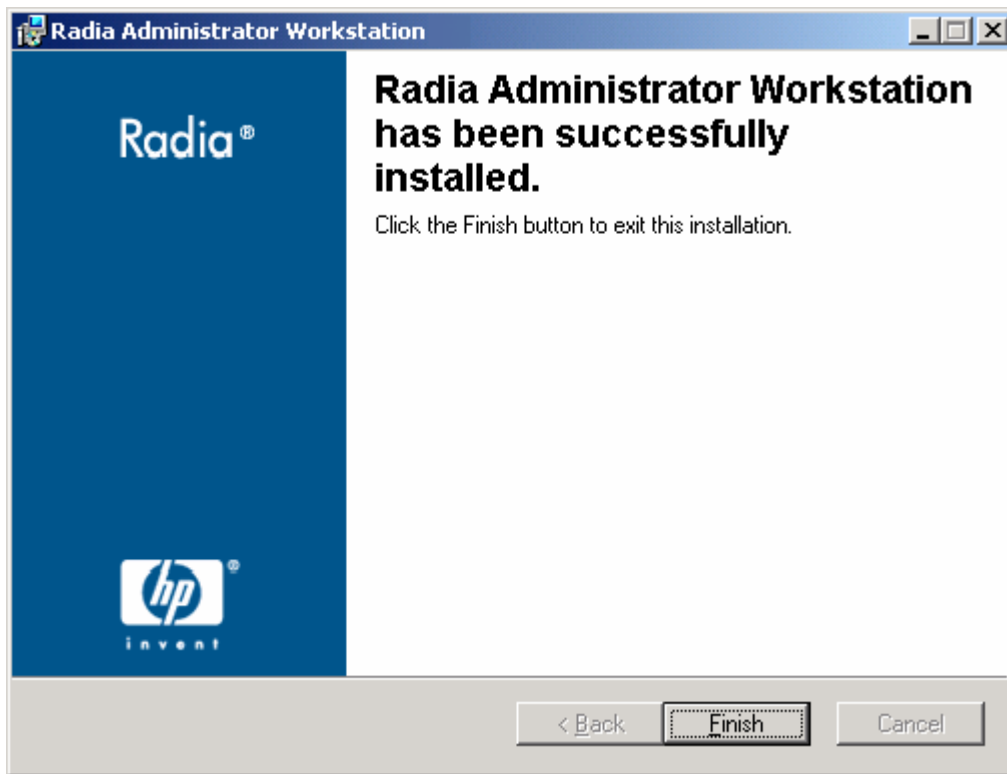 Radia Administrator Workstation
Radia®
Radia Administrator Workstation
has been successfully
installed.
Click the Finish button to exit this installation.
hp®
invent
< Back
Finish
Cancel